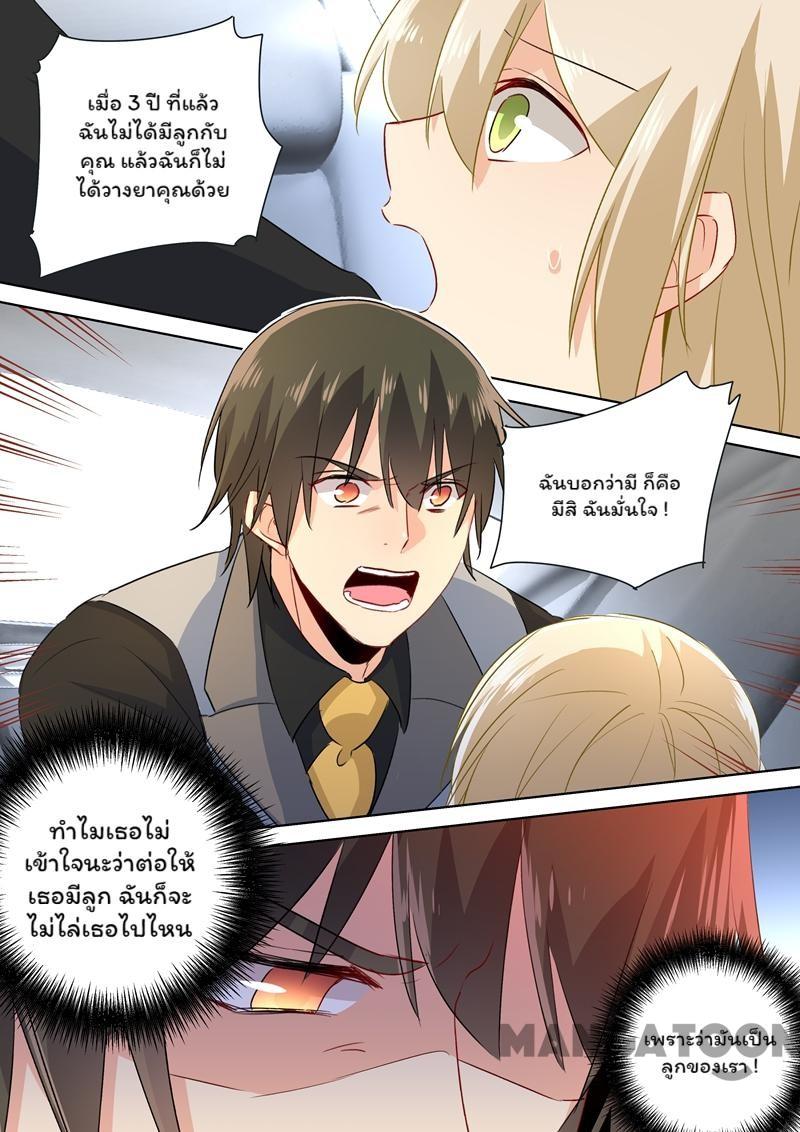 เมื่อ 3 ปี ที่แล้ว
ฉันไม่ได้มีลูกกับ
คุณ แล้วฉันก็ไม่
ได้วางยาคุณด้วย
ฉันบอกว่ามี ก็คือ
มีสิ ฉันมั่นใจ !
ทำไมเธอไม่
เข้าใจนะว่าต่อให้
เธอมีลูก ฉันก็จะ
ไม่ไล่เธอไปไหน
MANGATOON
เพราะว่ามันเป็น
ลูกของเรา !